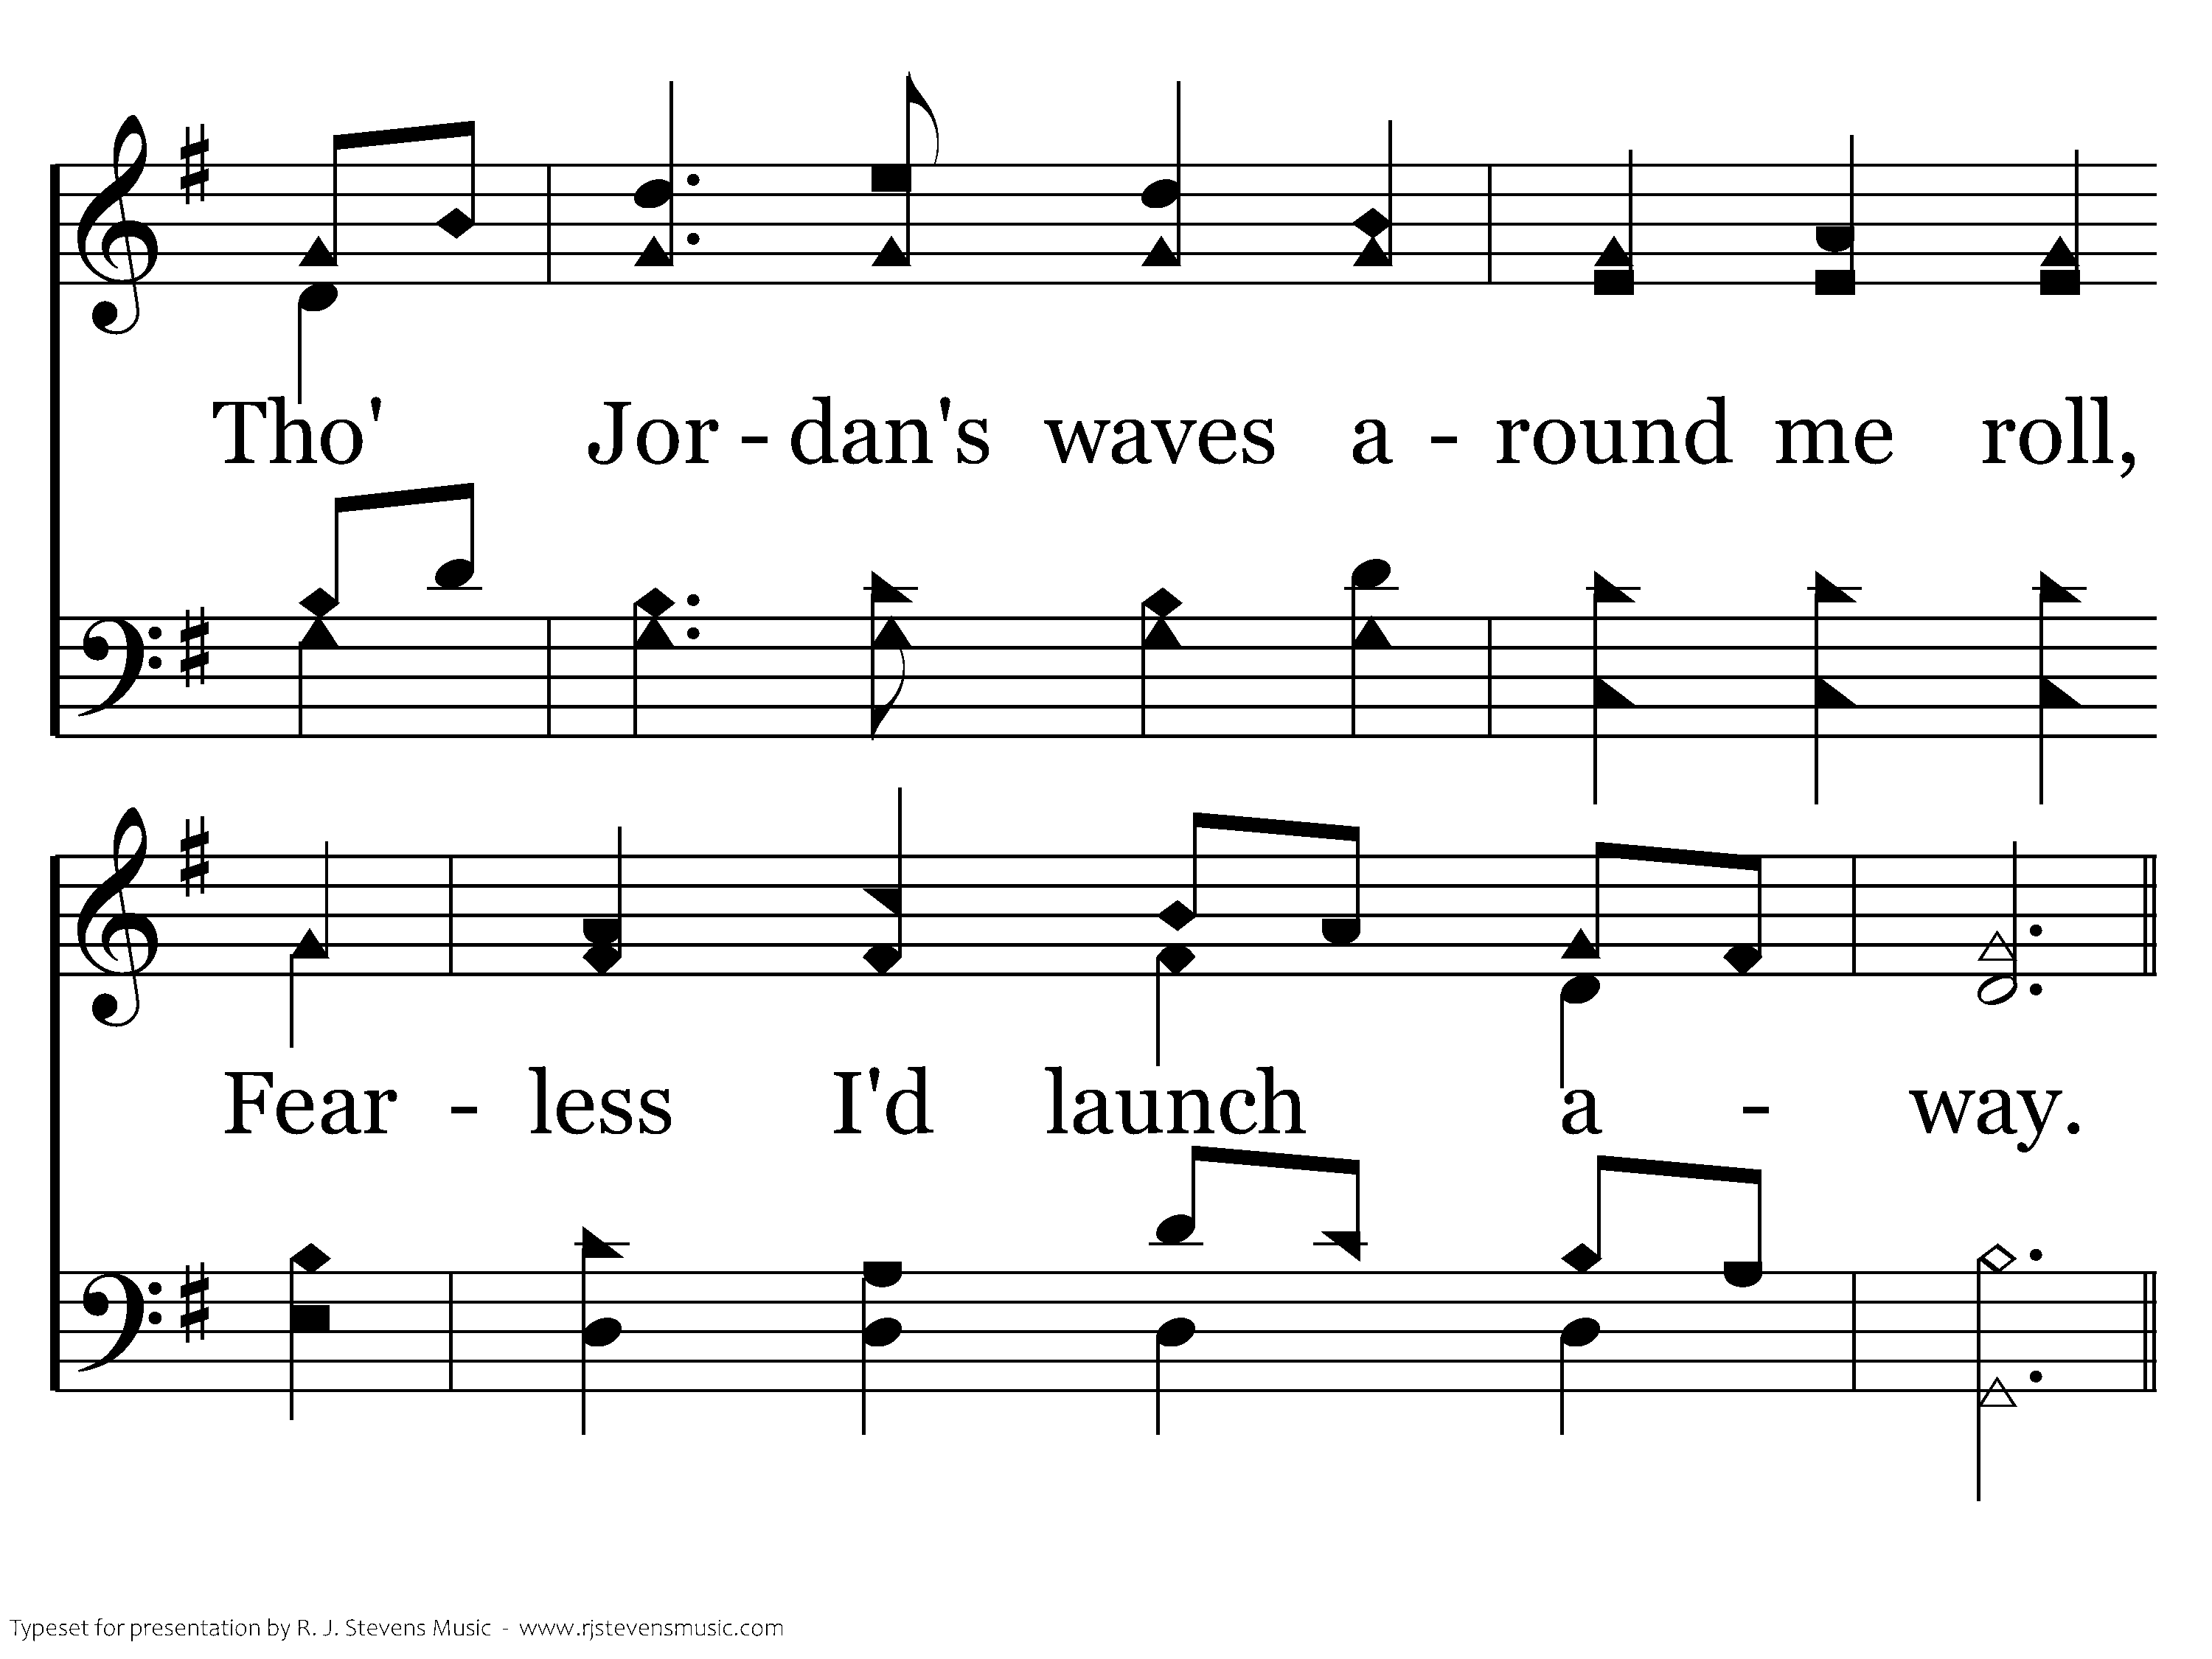 Tho' Jor - dan's waves a - round me roll,
Fear - less I'd launch a - way.
Typeset for presentation by R. J. Stevens Music - www.rjstevensmusic.com